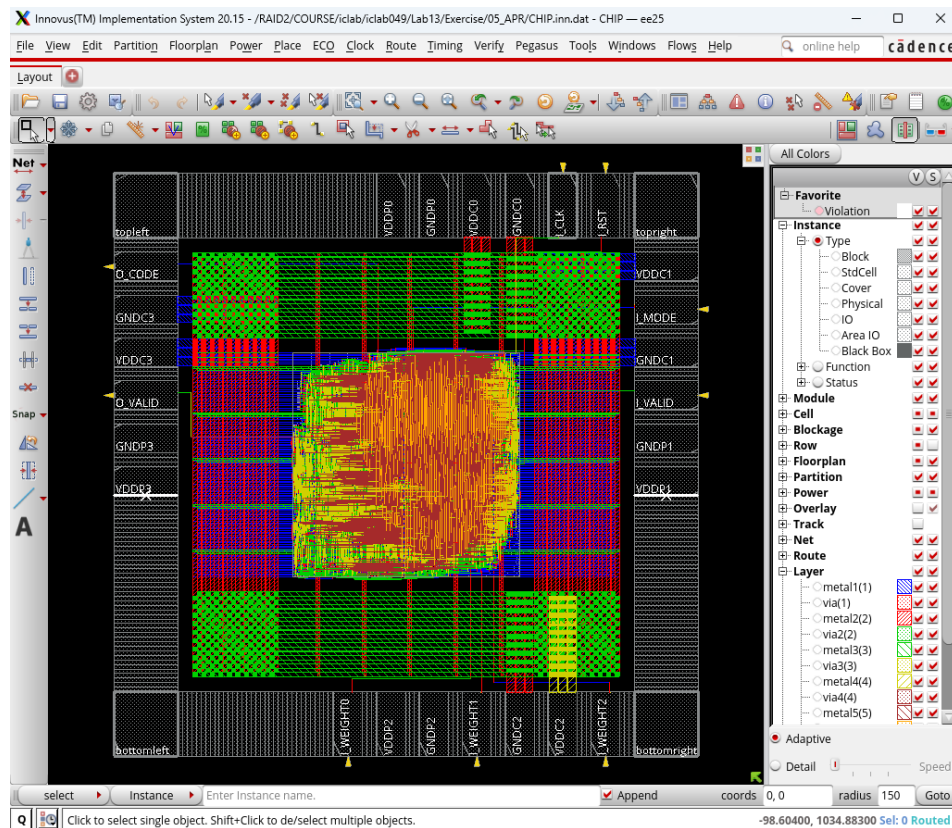 Innovus(TM) Implementation System 20.15 - /RAID2/COURSE/iclab/iclab049/Lab13/Exercise/05_APR/CHIP.inn.dat - CHIP — ee25
File View Edit Partition Floorplan Power Place ECO Clock Route Timing Verify Pegasus Tools Windows Flows Help
online help
cādence
Layout
Net
Snap
A
VDDP0
GNDP0
VDDC0
GNDC0
I_CLK
I_RST
topleft
topright
O_CODE
VDDC1
GNDC3
I_MODE
VDDC3
GNDC1
O_VALID
I_VALID
GNDP3
GNDP1
VDDP3
VDDP1
I_WEIGHT0
VDDP2
GNDP2
I_WEIGHT1
GNDC2
VDDC2
I_WEIGHT2
bottomleft
bottomright
All Colors
V S
Favorite
Violation
Instance
Type
Block
StdCell
Cover
Physical
IO
Area IO
Black Box
Function
Status
Module
Cell
Blockage
Row
Floorplan
Partition
Power
Overlay
Track
Net
Route
Layer
metal1(1)
via(1)
metal2(2)
via2(2)
metal3(3)
via3(3)
metal4(4)
via4(4)
metal5(5)
Adaptive
Detail
Speed
select Instance Enter Instance name. Append coords 0, 0 radius 150 Goto
Q Click to select single object. Shift+Click to de/select multiple objects. -98.60400, 1034.88300 Sel: 0 Routed